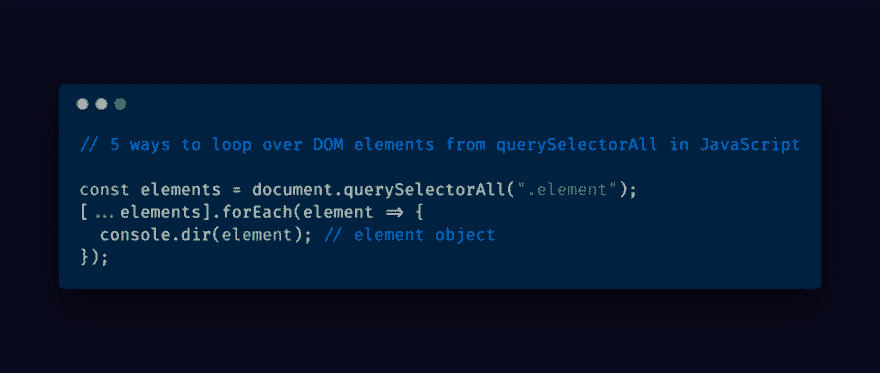 // 5 ways to loop over DOM elements from querySelectorAll in JavaScript
const elements = document.querySelectorAll(".element");
[...elements].forEach(element => {
console.dir(element); // element object
});